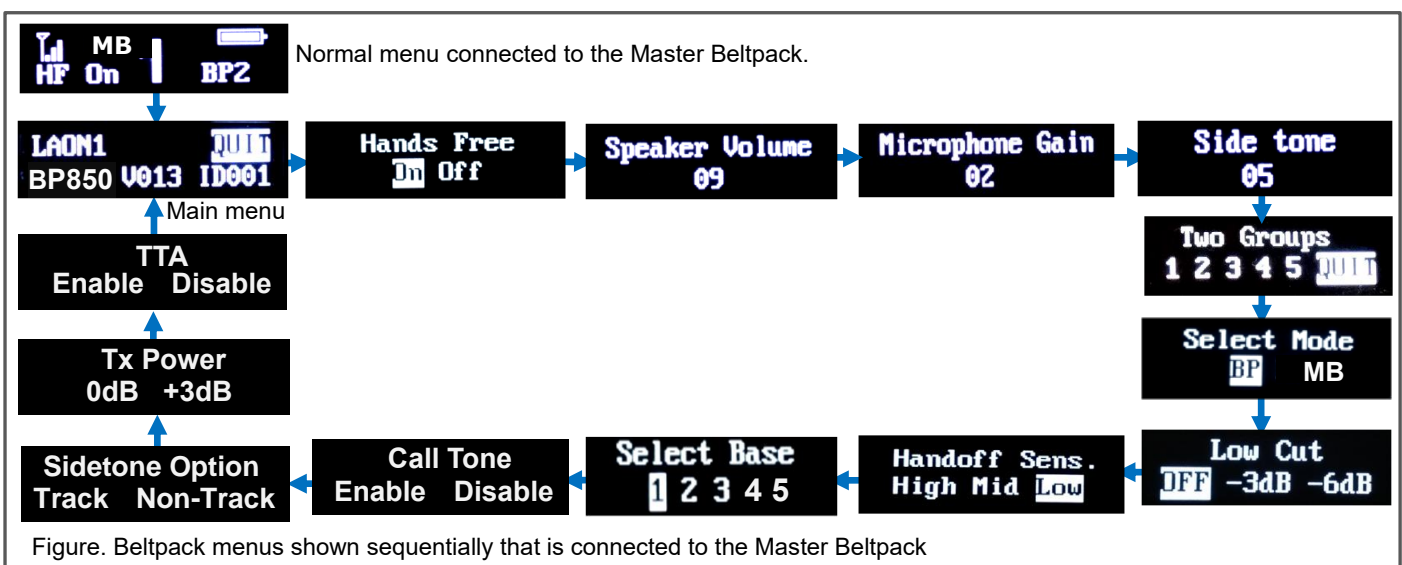 MB
HF On BP2
Normal menu connected to the Master Beltpack.
LAON1 QUIT
BP850 V013 ID001
Main menu
Hands Free
On Off
Speaker Volume
09
Microphone Gain
02
Side tone
05
Two Groups
1 2 3 4 5 QUIT
Select Mode
BP MB
Low Cut
OFF -3dB -6dB
Handoff Sens.
High Mid Low
Select Base
1 2 3 4 5
Call Tone
Enable Disable
Sidetone Option
Track Non-Track
Tx Power
0dB +3dB
TTA
Enable Disable
Figure. Beltpack menus shown sequentially that is connected to the Master Beltpack